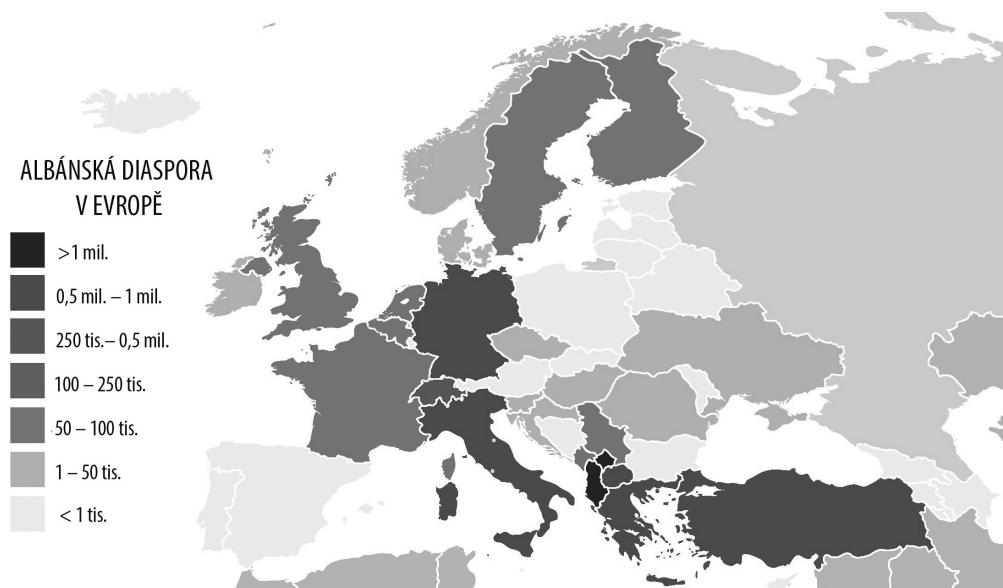 ALBÁNSKÁ DIASPORA
V EVROPĚ
>1 mil.
0,5 mil. – 1 mil.
250 tis.– 0,5 mil.
100 – 250 tis.
50 – 100 tis.
1 – 50 tis.
< 1 tis.